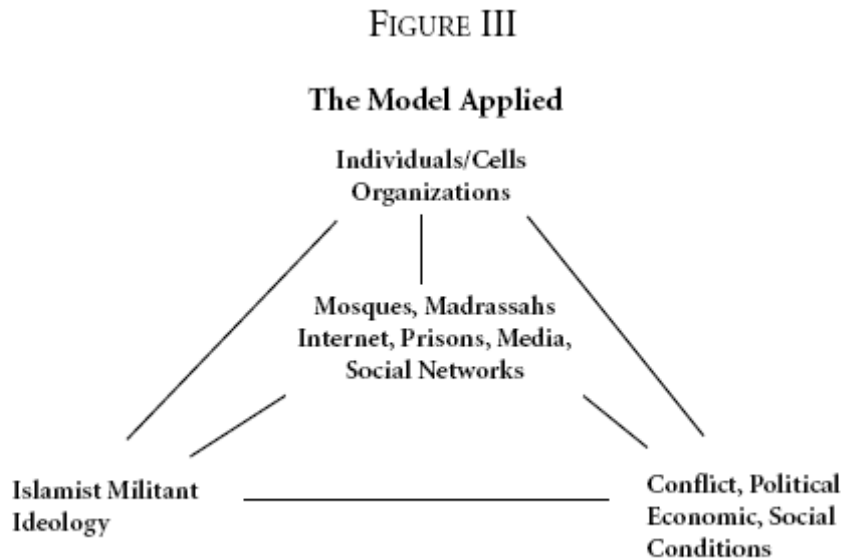 FIGURE III
The Model Applied
Individuals/Cells
Organizations
Mosques, Madrassahs
Internet, Prisons, Media,
Social Networks
Islamist Militant
Ideology
Conflict, Political
Economic, Social
Conditions